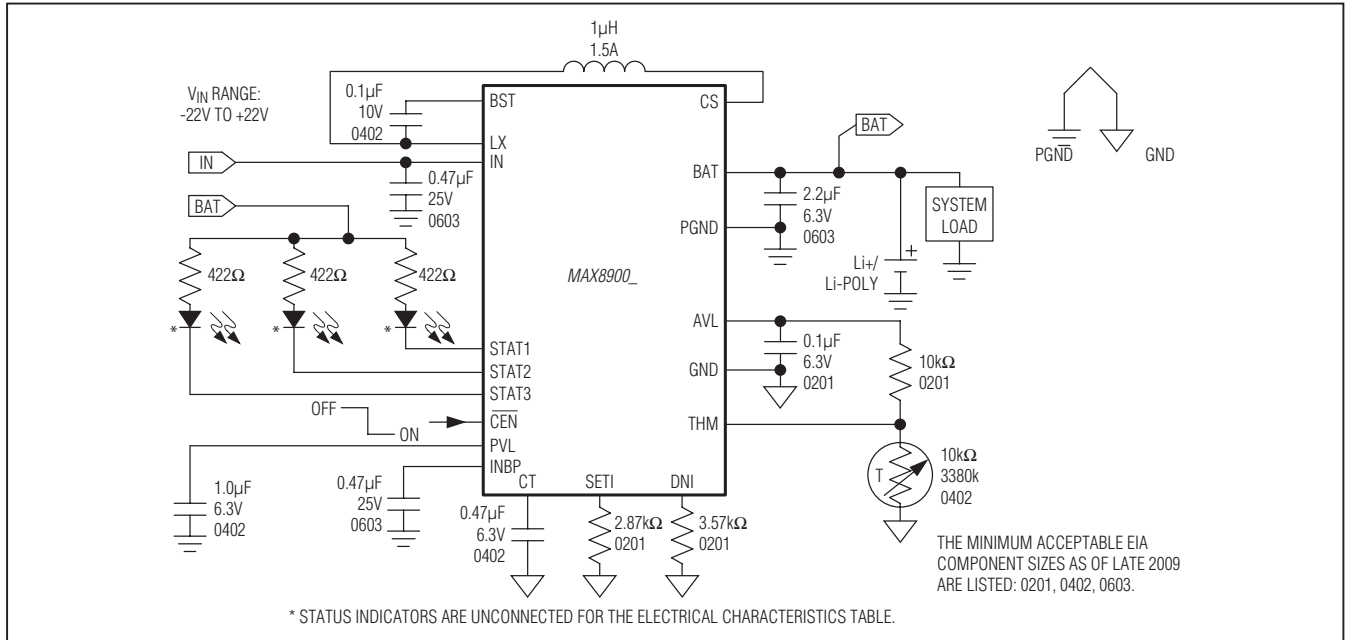 1µH
1.5A
VIN RANGE:
-22V TO +22V
0.1µF
10V
0402
BST
CS
LX
IN
IN
0.47µF
25V
0603
BAT
BAT
BAT
2.2µF
6.3V
0603
PGND
SYSTEM
LOAD
+
Li+/
Li-POLY
PGND
GND
422Ω
422Ω
422Ω
*
*
*
MAX8900_
STAT1
STAT2
STAT3
AVL
0.1µF
6.3V
0201
GND
10kΩ
0201
OFF
ON
CEN
THM
PVL
INBP
1.0µF
6.3V
0402
0.47µF
25V
0603
CT
SETI
DNI
0.47µF
6.3V
0402
2.87kΩ
0201
3.57kΩ
0201
T
10kΩ
3380k
0402
THE MINIMUM ACCEPTABLE EIA
COMPONENT SIZES AS OF LATE 2009
ARE LISTED: 0201, 0402, 0603.
* STATUS INDICATORS ARE UNCONNECTED FOR THE ELECTRICAL CHARACTERISTICS TABLE.